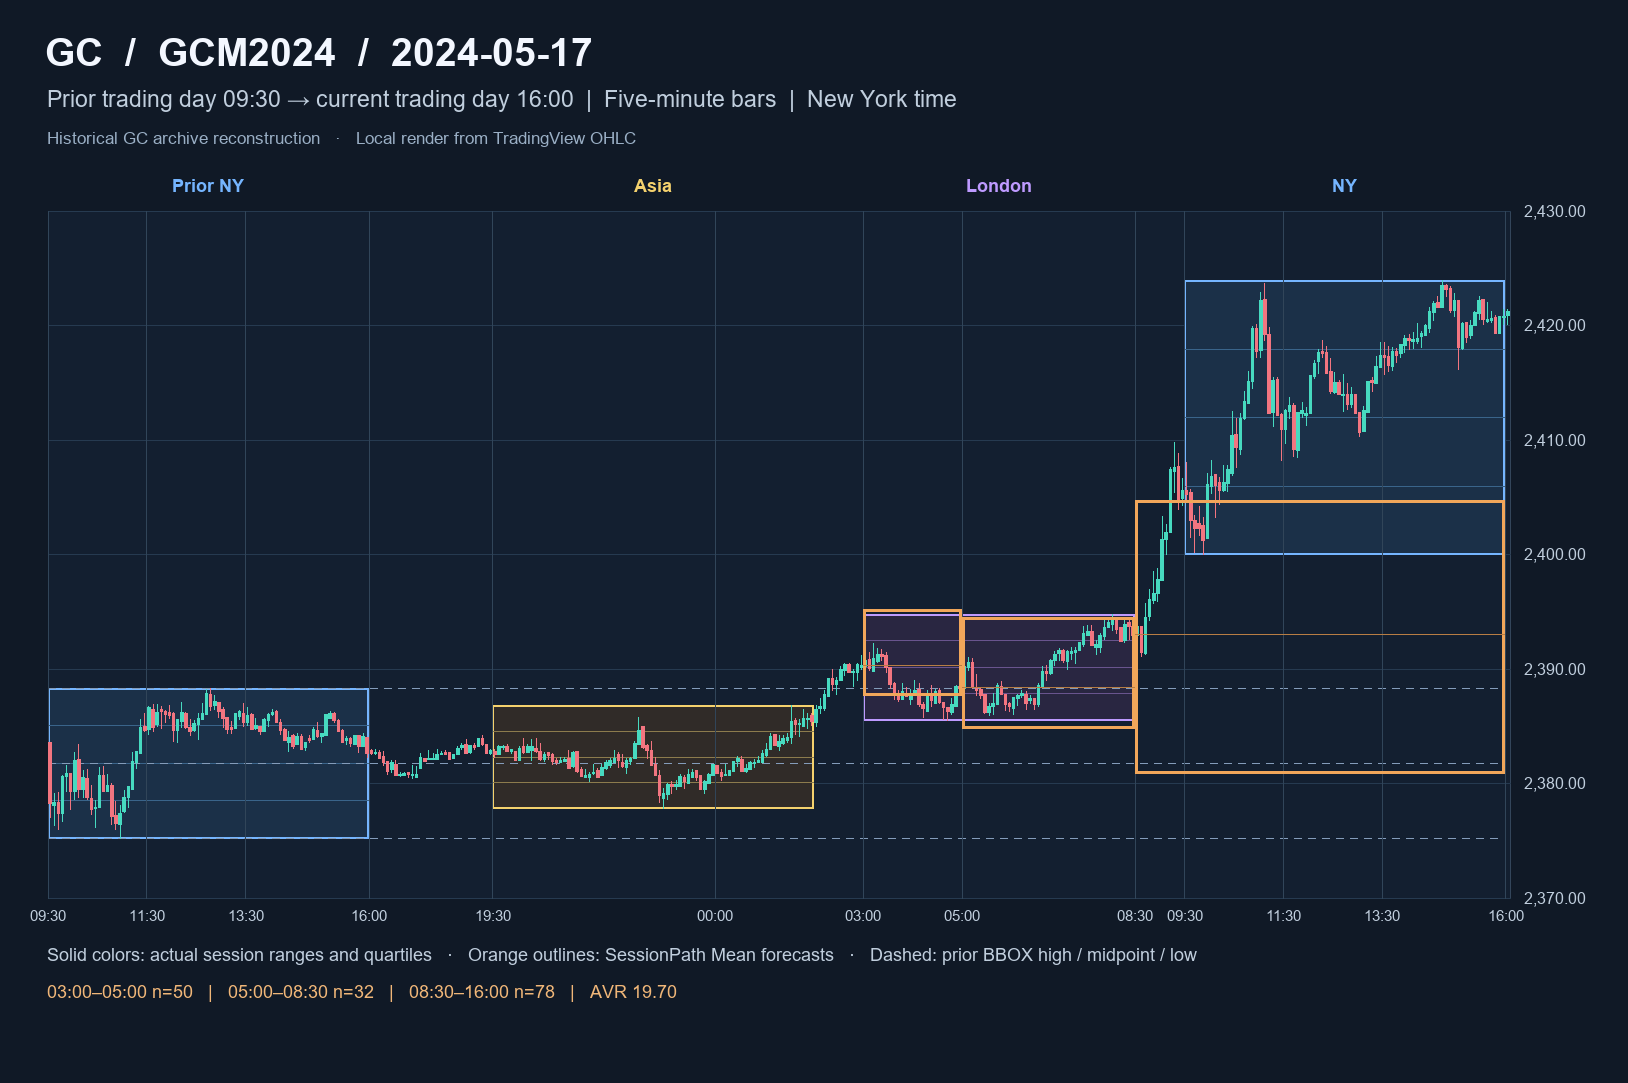 GC / GCM2024 / 2024-05-17
Prior trading day 09:30 → current trading day 16:00 | Five-minute bars | New York time
Historical GC archive reconstruction · Local render from TradingView OHLC
Prior NY Asia London NY
2,430.00
2,420.00
2,410.00
2,400.00
2,390.00
2,380.00
2,370.00
09:30 11:30 13:30 16:00 19:30 00:00 03:00 05:00 08:30 09:30 11:30 13:30 16:00
Solid colors: actual session ranges and quartiles · Orange outlines: SessionPath Mean forecasts · Dashed: prior BBOX high / midpoint / low
03:00–05:00 n=50 | 05:00–08:30 n=32 | 08:30–16:00 n=78 | AVR 19.70